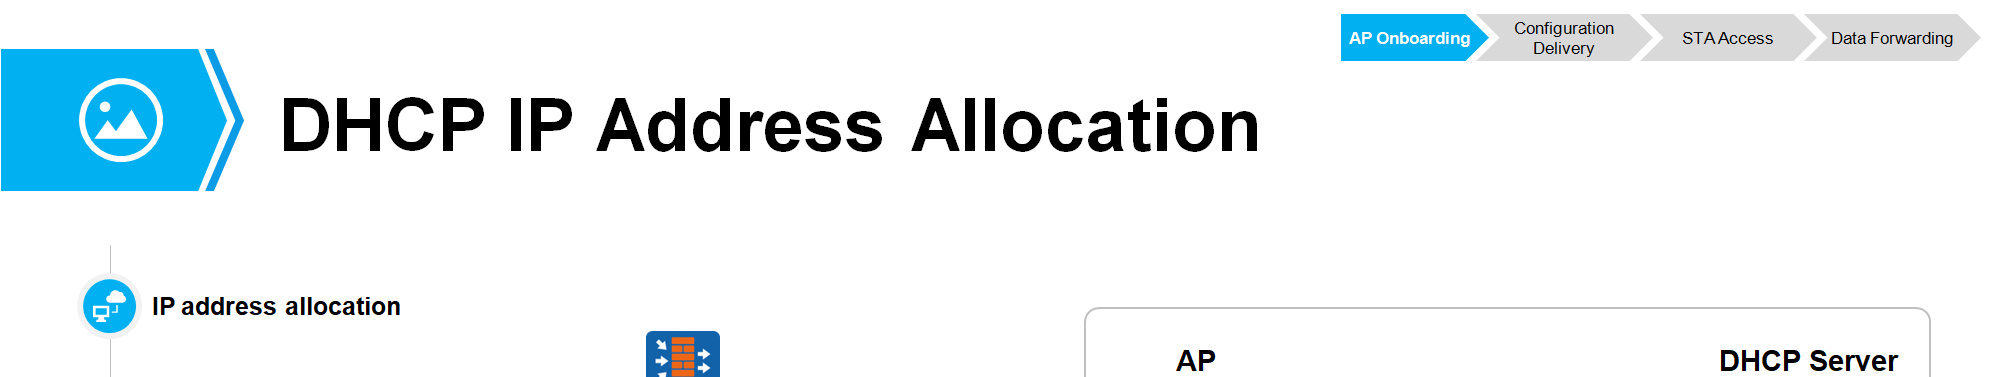 AP Onboarding
Configuration
Delivery
STA Access
Data Forwarding
DHCP IP Address Allocation
IP address allocation
AP
DHCP Server